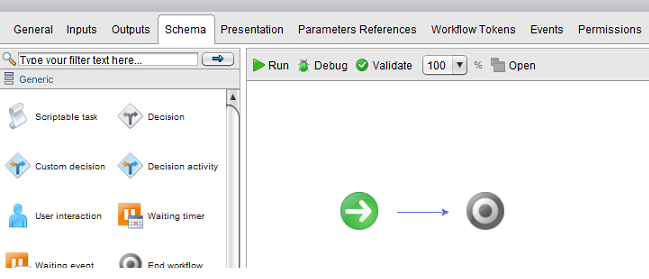 General Inputs Outputs Schema Presentation Parameters References Workflow Tokens Events Permissions
Type your filter text here...
Generic
Run Debug Validate 100 % Open
Scriptable task Decision
Custom decision Decision activity
User interaction Waiting timer
Waiting event End workflow